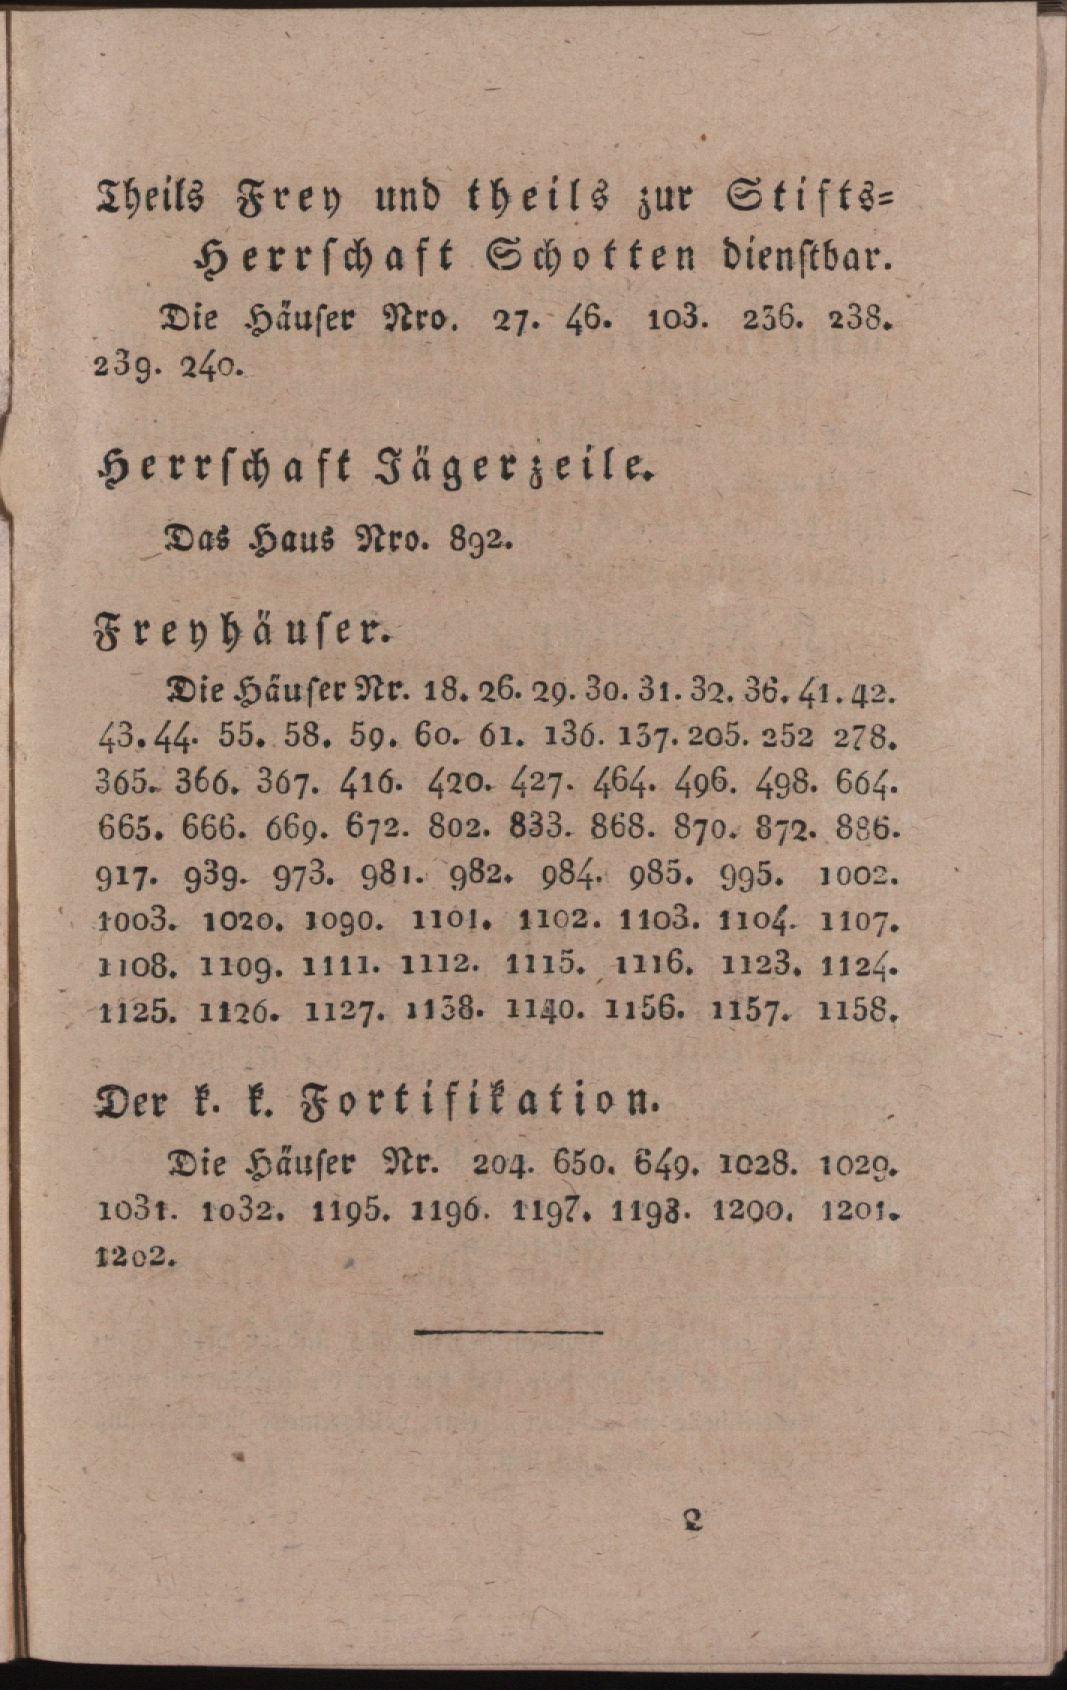 Theils Frey und theils zur Stifts=
Herrſchaft Schotten dienſtbar.
Die Häuſer Nro. 27. 46. 103. 236. 238.
239. 240.
Herrſchaft Jägerzeile.
Das Haus Nro. 892.
Freyhäuſer.
Die Häuſer Nr. 18. 26. 29. 30. 31. 32. 36. 41. 42.
43. 44. 55. 58. 59. 60. 61. 136. 137. 205. 252 278.
365. 366. 367. 416. 420. 427. 464. 496. 498. 664.
665. 666. 669. 672. 802. 833. 868. 870. 872. 886.
917. 939. 973. 981. 982. 984. 985. 995. 1002.
1003. 1020. 1090. 1101. 1102. 1103. 1104. 1107.
1108. 1109. 1111. 1112. 1115. 1116. 1123. 1124.
1125. 1126. 1127. 1138. 1140. 1156. 1157. 1158.
Der k. k. Fortifikation.
Die Häuſer Nr. 204. 650. 649. 1028. 1029.
1031. 1032. 1195. 1196. 1197. 1198. 1200. 1201.
1202.
2